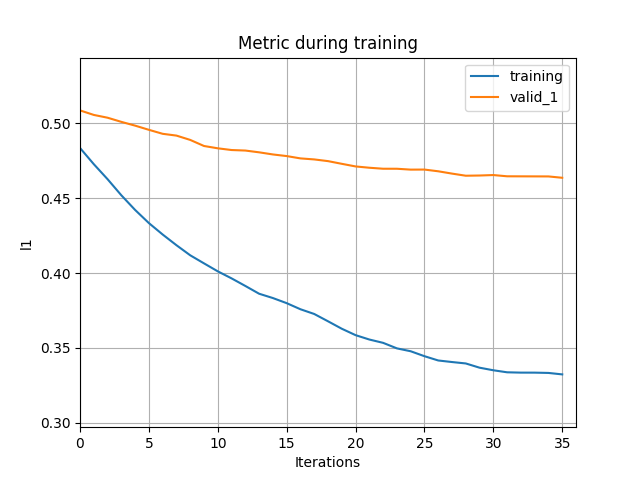 Metric during training
training
valid_1
0.50
0.45
0.40
0.35
0.30
l1
0 5 10 15 20 25 30 35
Iterations